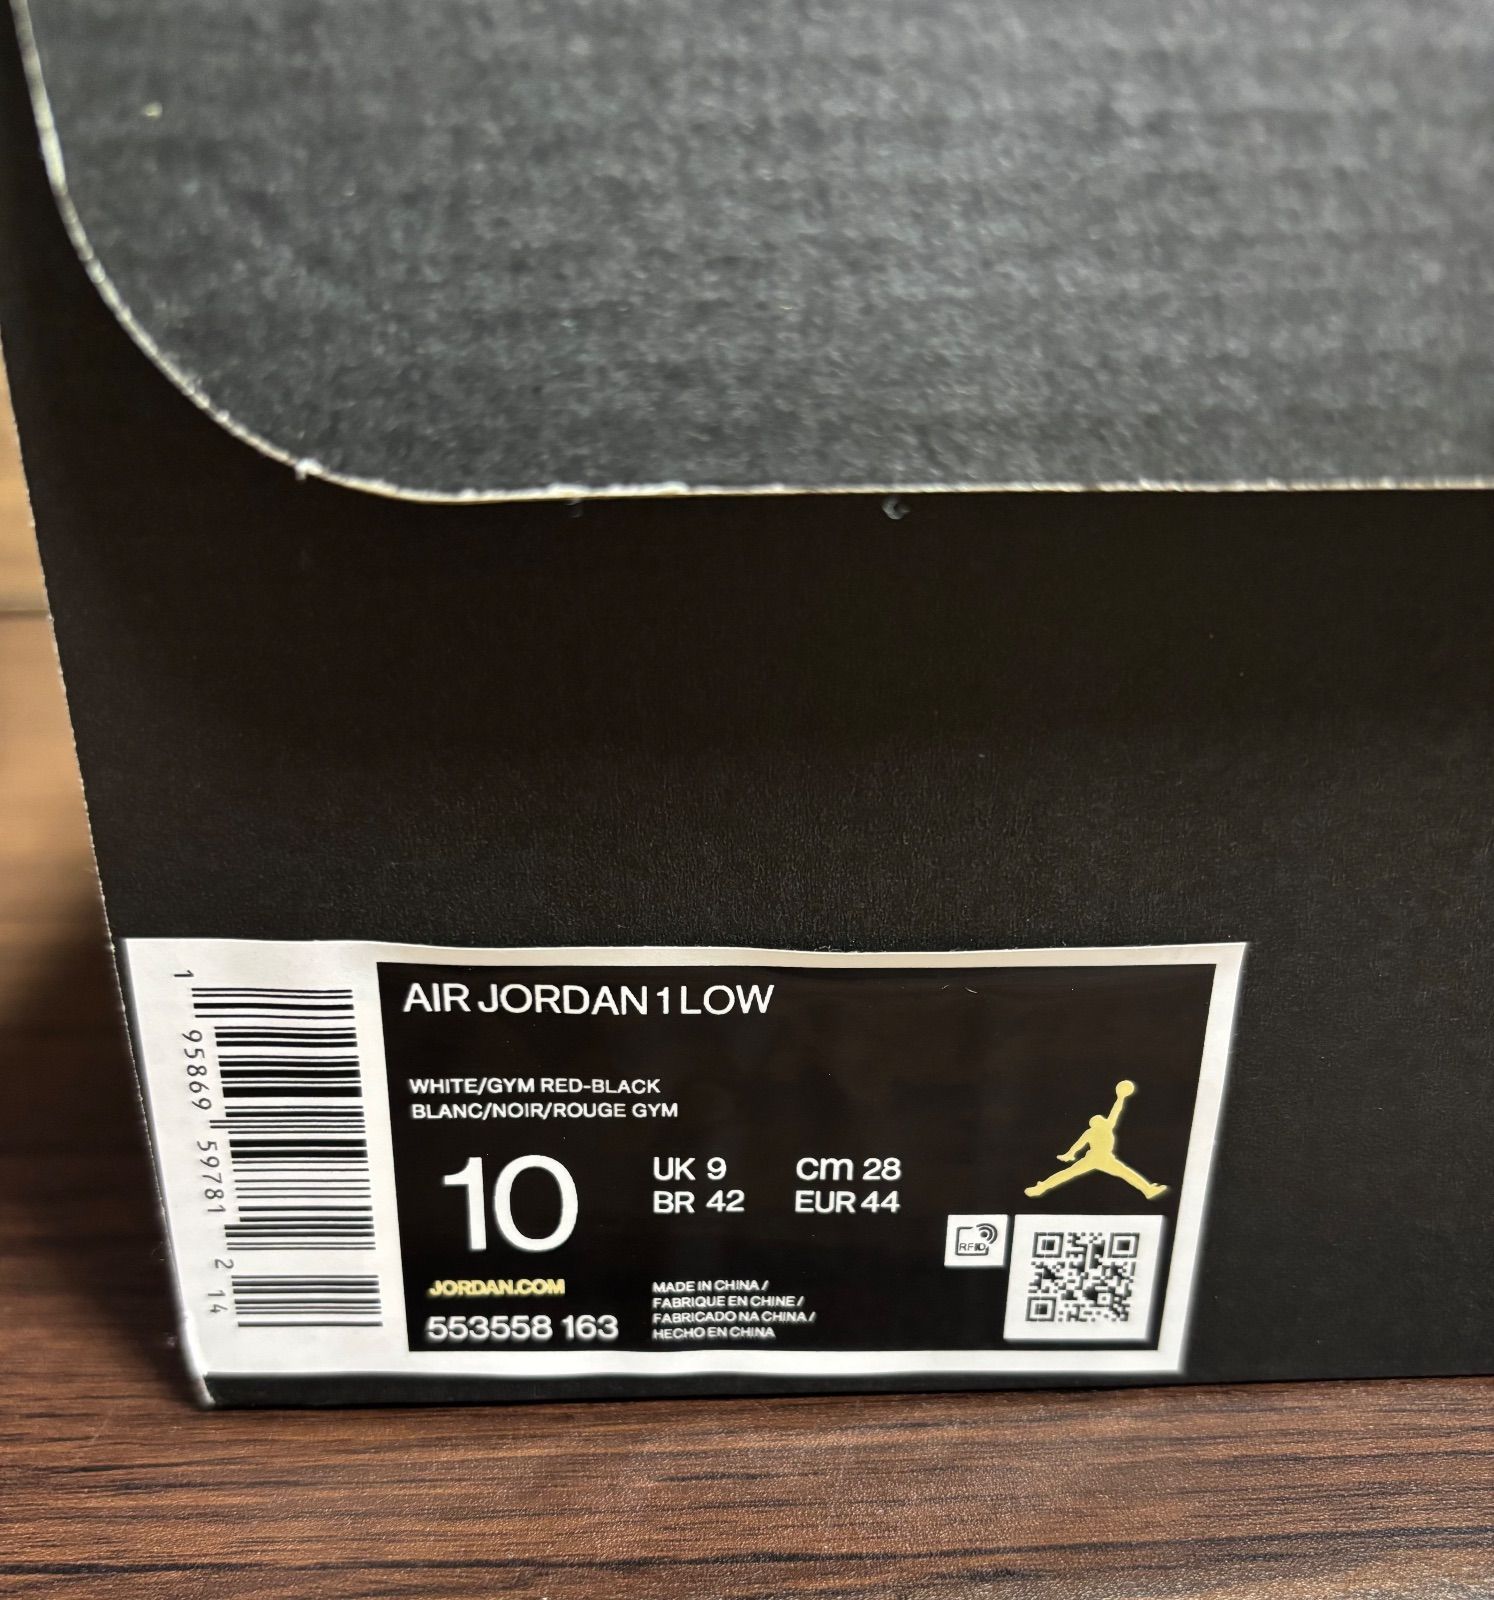 AIR JORDAN 1 LOW
WHITE/GYM RED-BLACK
BLANC/NOIR/ROUGE GYM
10
UK 9
cm 28
BR 42
EUR 44
JORDAN.COM
553558 163
MADE IN CHINA /
FABRIQUE EN CHINE /
FABRICADO NA CHINA /
HECHO EN CHINA
RFID
1 95869 59781 2 14